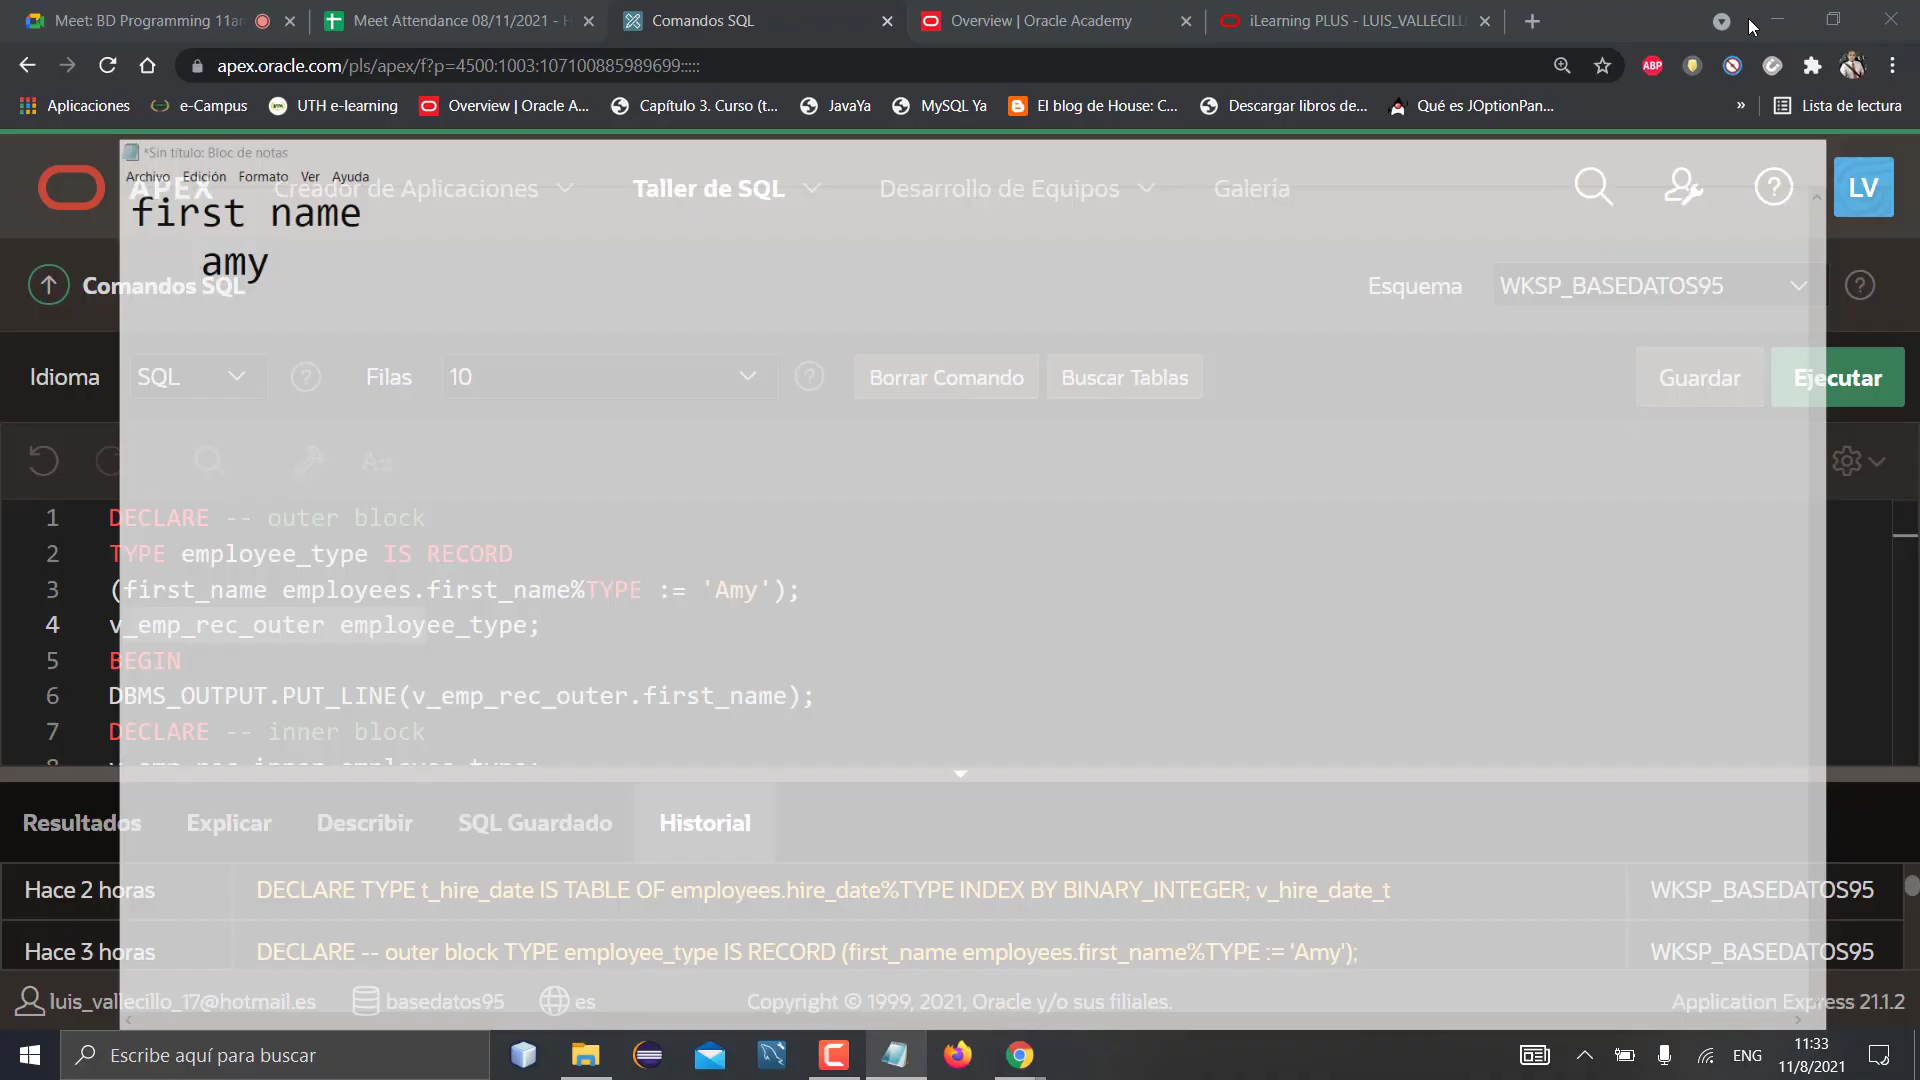 Meet: BD Programming 11a
Meet Attendance 08/11/2021 - H
Comandos SQL
Overview | Oracle Academy
iLearning PLUS - LUIS_VALLECILL
apex.oracle.com/pls/apex/f?p=4500:1003:107100885989699:::::
ABP
Aplicaciones
e-Campus
UTH e-learning
Overview | Oracle A...
Capítulo 3. Curso (t...
JavaYa
MySQL Ya
El blog de House: C...
Descargar libros de...
Qué es JOptionPan...
»
Lista de lectura
*Sin título: Bloc de notas
Archivo Edición Formato Ver Ayuda
APEX
Creador de Aplicaciones
Taller de SQL
Desarrollo de Equipos
Galería
LV
first name
amy
Comandos SQL
Esquema
WKSP_BASEDATOS95
Idioma
SQL
Filas
10
Borrar Comando
Buscar Tablas
Guardar
Ejecutar
1 DECLARE -- outer block
2 TYPE employee_type IS RECORD
3 (first_name employees.first_name%TYPE := 'Amy');
4 v_emp_rec_outer employee_type;
5 BEGIN
6 DBMS_OUTPUT.PUT_LINE(v_emp_rec_outer.first_name);
7 DECLARE -- inner block
8 v_emp_rec_inner employee_type;
Resultados
Explicar
Describir
SQL Guardado
Historial
Hace 2 horas
DECLARE TYPE t_hire_date IS TABLE OF employees.hire_date%TYPE INDEX BY BINARY_INTEGER; v_hire_date_t
WKSP_BASEDATOS95
Hace 3 horas
DECLARE -- outer block TYPE employee_type IS RECORD (first_name employees.first_name%TYPE := 'Amy');
WKSP_BASEDATOS95
luis_vallecillo_17@hotmail.es
basedatos95
es
Copyright © 1999, 2021, Oracle y/o sus filiales.
Application Express 21.1.2
Escribe aquí para buscar
ENG
11:33
11/8/2021